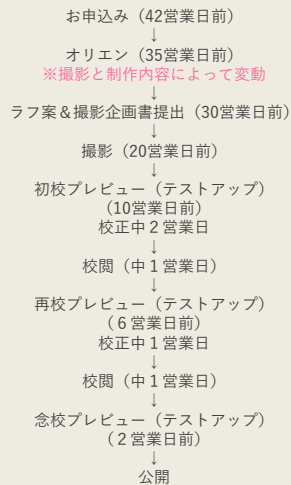 お申込み（42営業日前）
↓
オリエン（35営業日前）
※撮影と制作内容によって変動
↓
ラフ案＆撮影企画書提出（30営業日前）
↓
撮影（20営業日前）
↓
初校プレビュー（テストアップ）
（10営業日前）
校正中２営業日
↓
校閲（中１営業日）
↓
再校プレビュー（テストアップ）
（６営業日前）
校正中１営業日
↓
校閲（中１営業日）
↓
念校プレビュー（テストアップ）
（２営業日前）
↓
公開